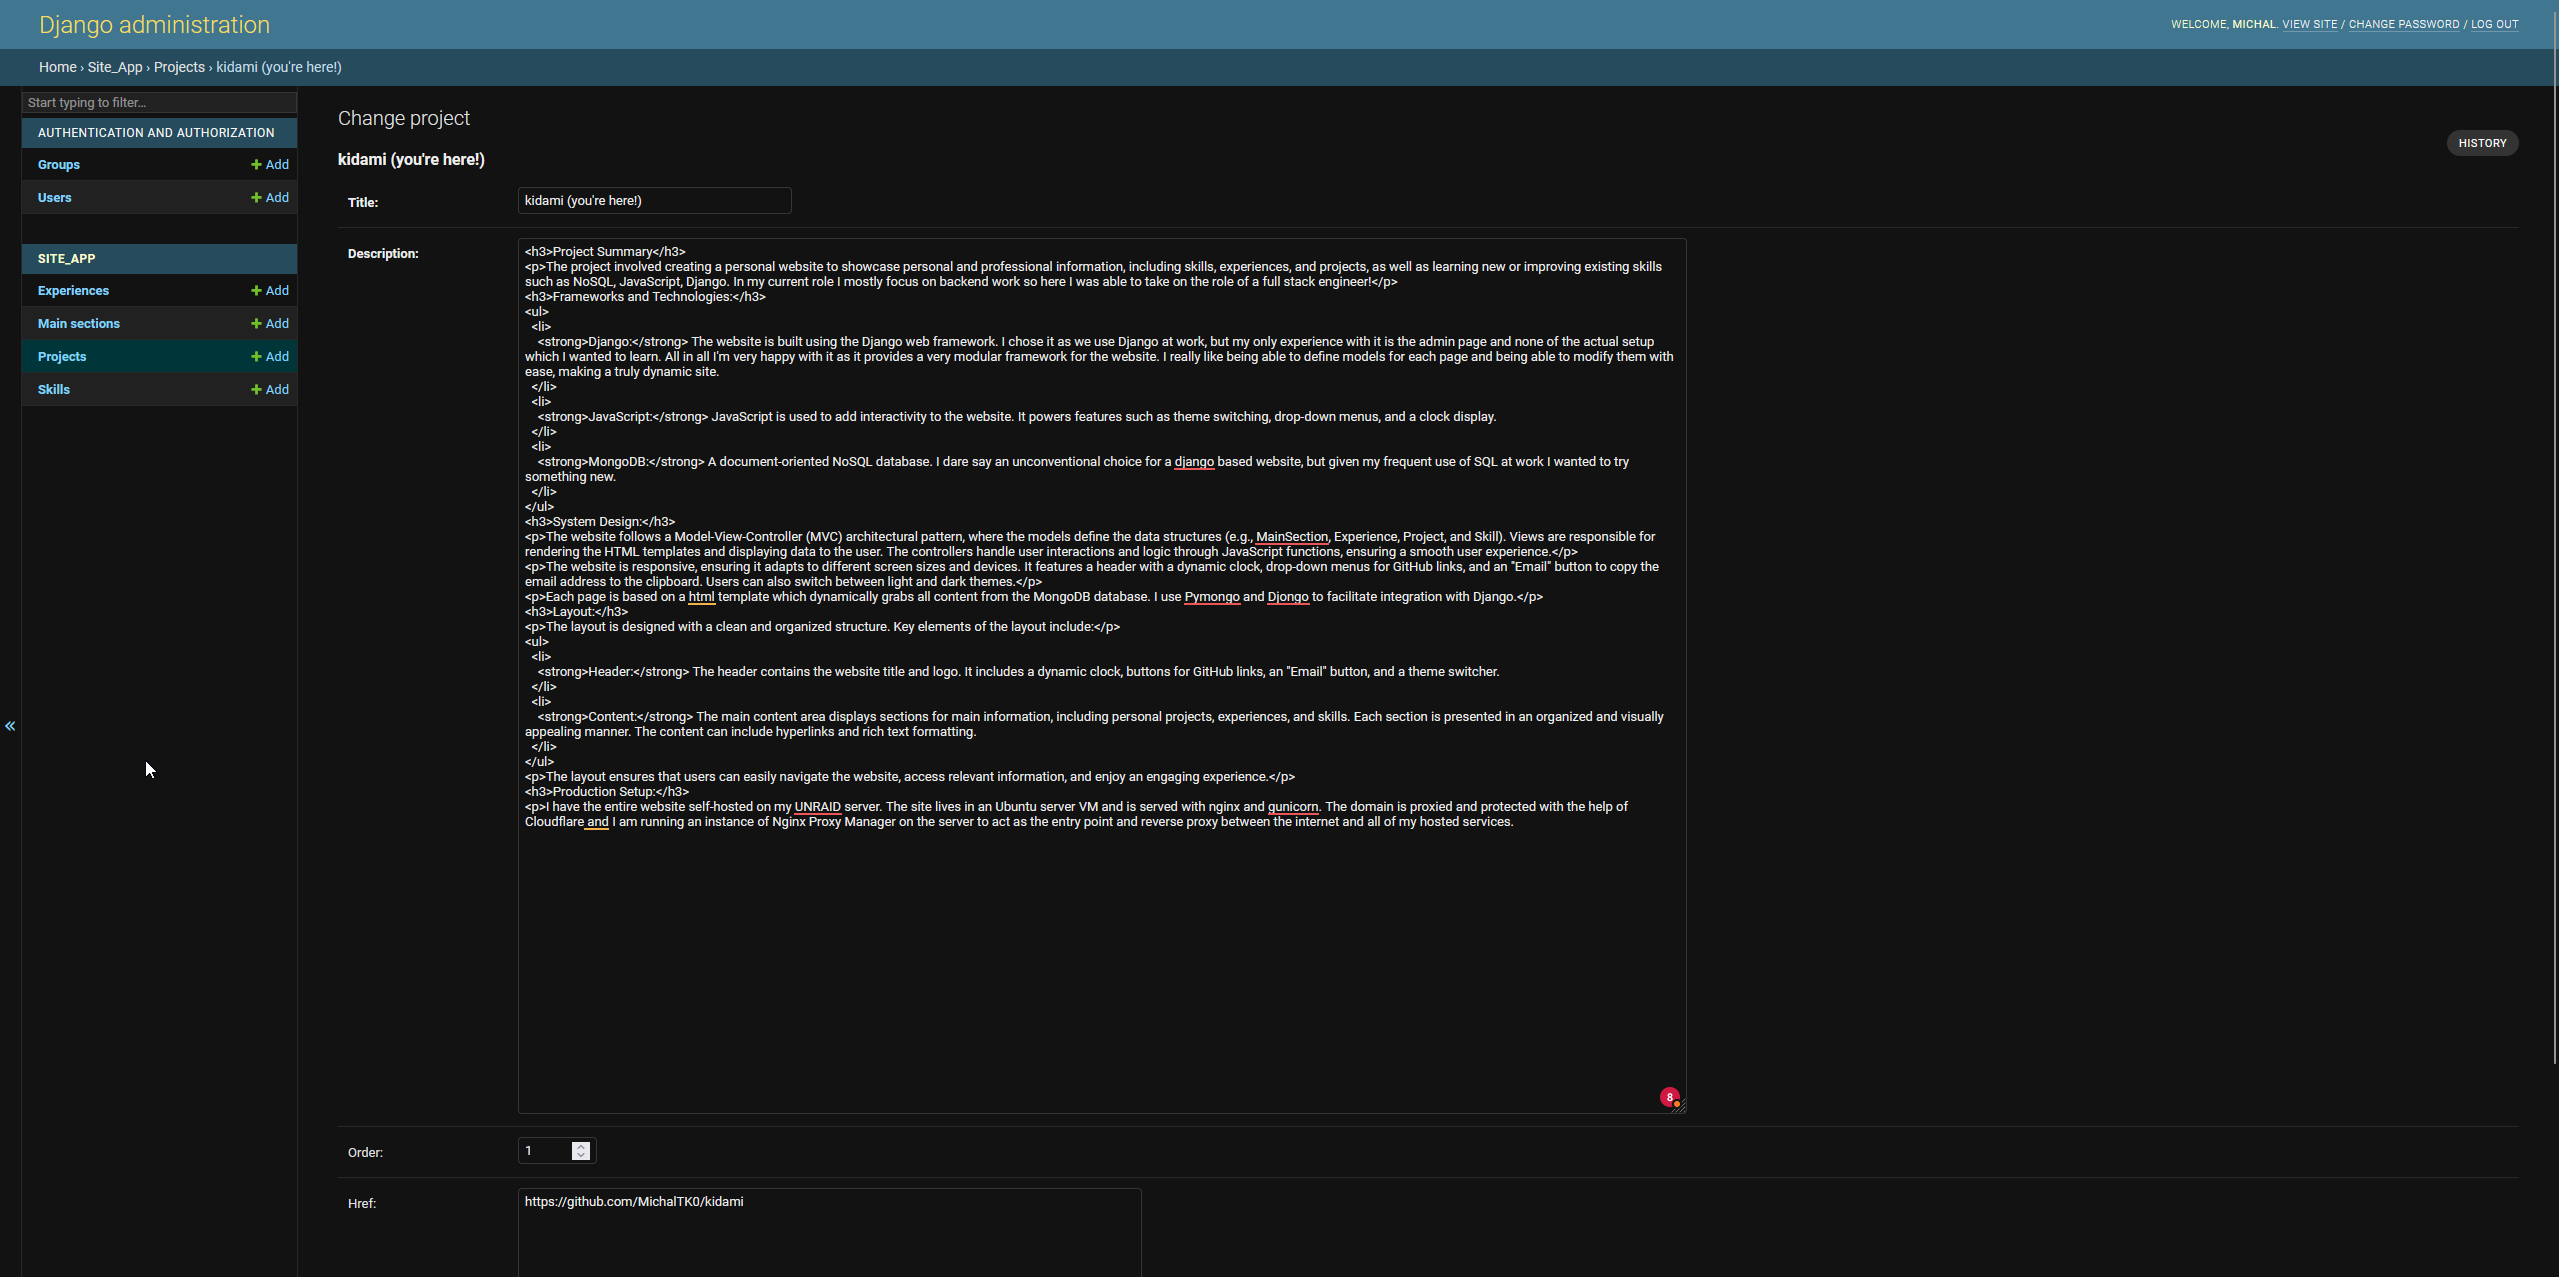 Django administration
WELCOME, MICHAL. VIEW SITE / CHANGE PASSWORD / LOG OUT
Home › Site_App › Projects › kidami (you're here!)
Start typing to filter...
AUTHENTICATION AND AUTHORIZATION
Groups + Add
Users + Add
SITE_APP
Experiences + Add
Main sections + Add
Projects + Add
Skills + Add
«
Change project
HISTORY
kidami (you're here!)
Title: kidami (you're here!)
Description:
<h3>Project Summary</h3>
<p>The project involved creating a personal website to showcase personal and professional information, including skills, experiences, and projects, as well as learning new or improving existing skills
such as NoSQL, JavaScript, Django. In my current role I mostly focus on backend work so here I was able to take on the role of a full stack engineer!</p>
<h3>Frameworks and Technologies:</h3>
<ul>
<li>
<strong>Django:</strong> The website is built using the Django web framework. I chose it as we use Django at work, but my only experience with it is the admin page and none of the actual setup
which I wanted to learn. All in all I'm very happy with it as it provides a very modular framework for the website. I really like being able to define models for each page and being able to modify them with
ease, making a truly dynamic site.
</li>
<li>
<strong>JavaScript:</strong> JavaScript is used to add interactivity to the website. It powers features such as theme switching, drop-down menus, and a clock display.
</li>
<li>
<strong>MongoDB:</strong> A document-oriented NoSQL database. I dare say an unconventional choice for a django based website, but given my frequent use of SQL at work I wanted to try
something new.
</li>
</ul>
<h3>System Design:</h3>
<p>The website follows a Model-View-Controller (MVC) architectural pattern, where the models define the data structures (e.g., MainSection, Experience, Project, and Skill). Views are responsible for
rendering the HTML templates and displaying data to the user. The controllers handle user interactions and logic through JavaScript functions, ensuring a smooth user experience.</p>
<p>The website is responsive, ensuring it adapts to different screen sizes and devices. It features a header with a dynamic clock, drop-down menus for GitHub links, and an "Email" button to copy the
email address to the clipboard. Users can also switch between light and dark themes.</p>
<p>Each page is based on a html template which dynamically grabs all content from the MongoDB database. I use Pymongo and Djongo to facilitate integration with Django.</p>
<h3>Layout:</h3>
<p>The layout is designed with a clean and organized structure. Key elements of the layout include:</p>
<ul>
<li>
<strong>Header:</strong> The header contains the website title and logo. It includes a dynamic clock, buttons for GitHub links, an "Email" button, and a theme switcher.
</li>
<li>
<strong>Content:</strong> The main content area displays sections for main information, including personal projects, experiences, and skills. Each section is presented in an organized and visually
appealing manner. The content can include hyperlinks and rich text formatting.
</li>
</ul>
<p>The layout ensures that users can easily navigate the website, access relevant information, and enjoy an engaging experience.</p>
<h3>Production Setup:</h3>
<p>I have the entire website self-hosted on my UNRAID server. The site lives in an Ubuntu server VM and is served with nginx and gunicorn. The domain is proxied and protected with the help of
Cloudflare and I am running an instance of Nginx Proxy Manager on the server to act as the entry point and reverse proxy between the internet and all of my hosted services.
8
Order: 1
Href: https://github.com/MichalTK0/kidami